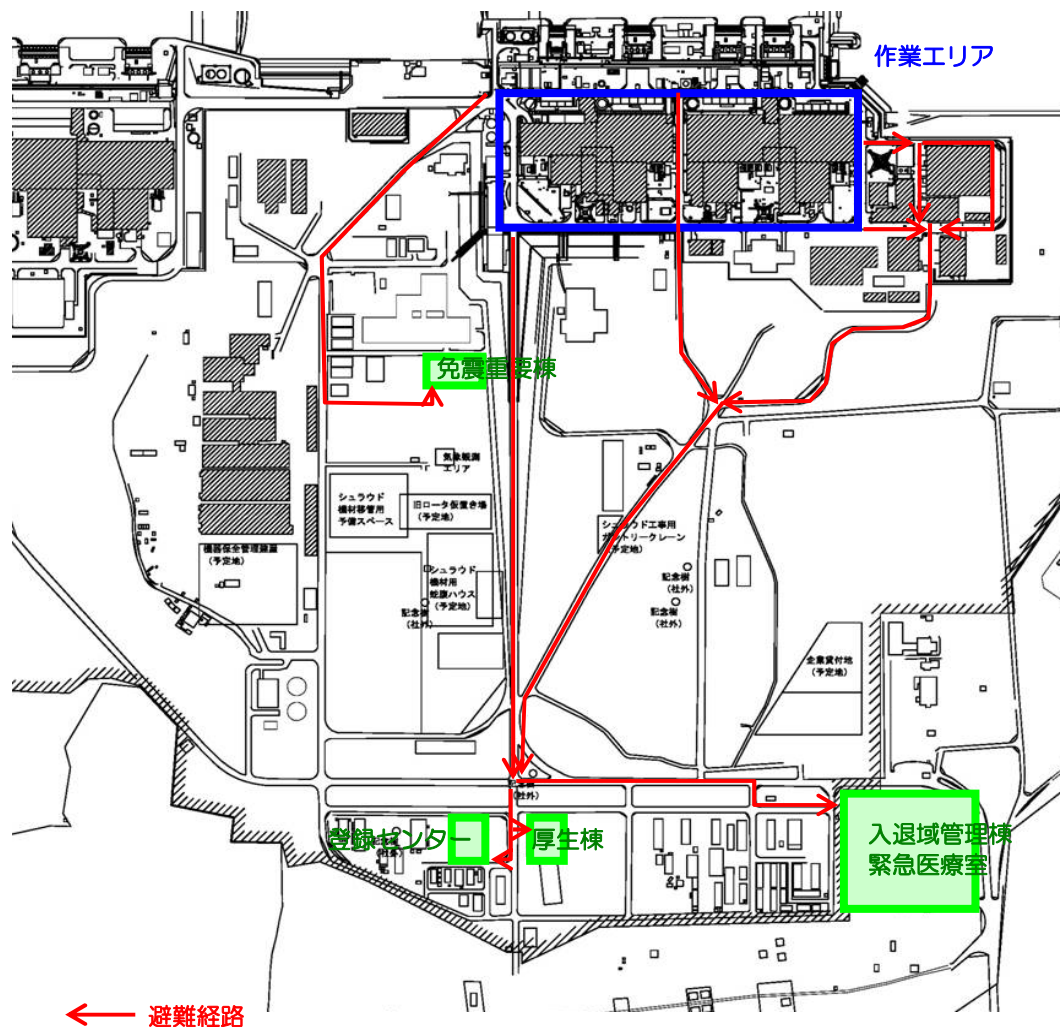 作業エリア
免震重要棟
気象観測
エリア
シュラウド
機材移管用
予備スペース
旧ロータ仮置き場
(予定地)
シュラウド工事用
ガントリークレーン
(予定地)
機器保全管理建屋
(予定地)
シュラウド
機材用
蛇腹ハウス
(予定地)
記念樹
(社外)
記念樹
(社外)
記念樹
(社外)
企業貸付地
(予定地)
(社外)
登録センター
厚生棟
入退域管理棟
緊急医療室
避難経路